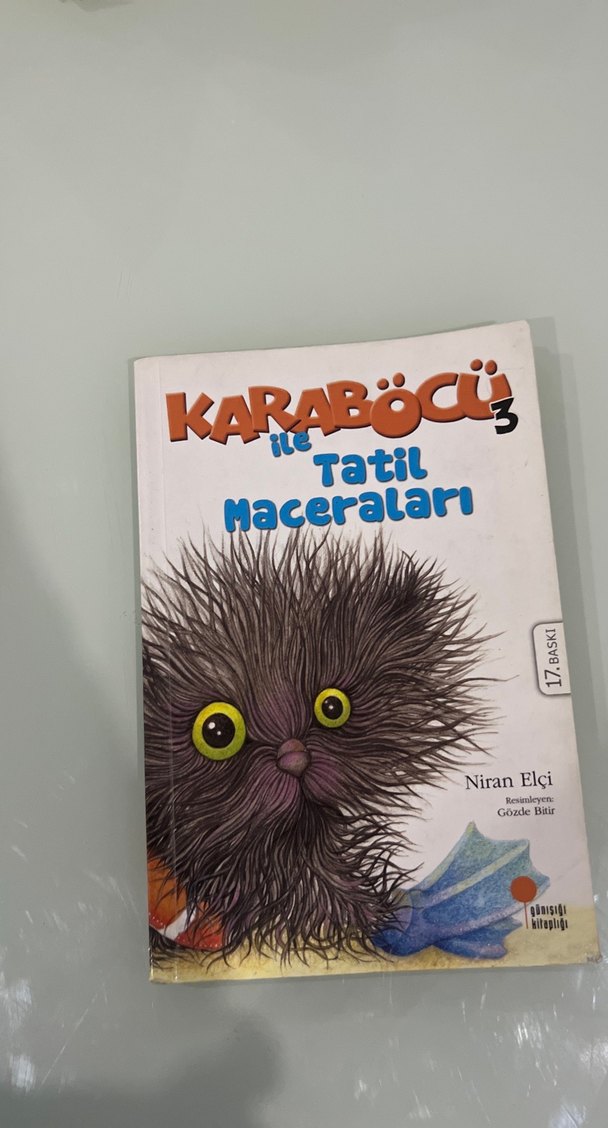 KARABÖCÜ
3
ile
Tatil
Maceraları
17. BASKI
Niran Elçi
Resimleyen:
Gözde Bitir
günışığı
kitaplığı